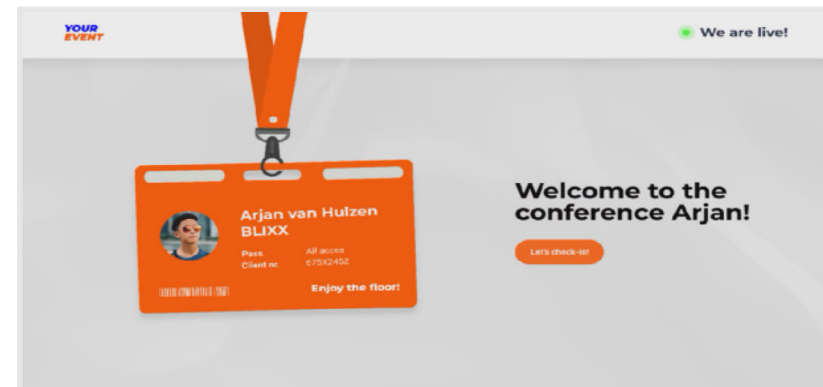 YOUR
EVENT
We are live!
Arjan van Hulzen
BLIXX
Pass. All acces
Client nr. c75X2452
Enjoy the floor!
Welcome to the
conference Arjan!
Let's check-in!